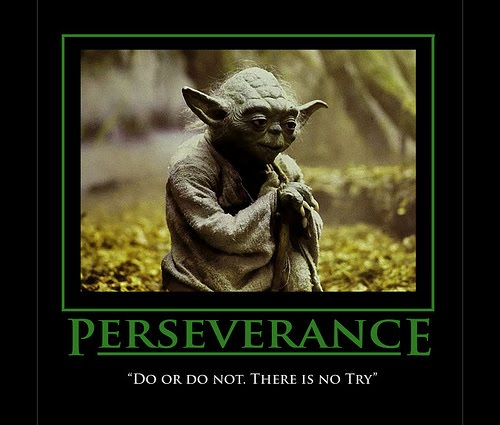 PERSEVERANCE
“DO OR DO NOT. THERE IS NO TRY”